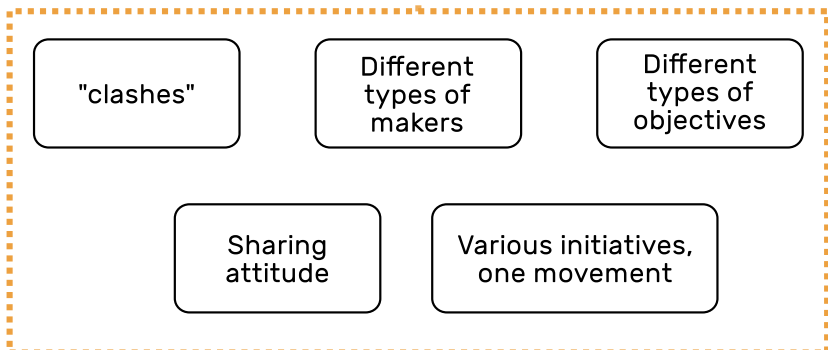 "clashes"
Different
types of
makers
Different
types of
objectives
Sharing
attitude
Various initiatives,
one movement